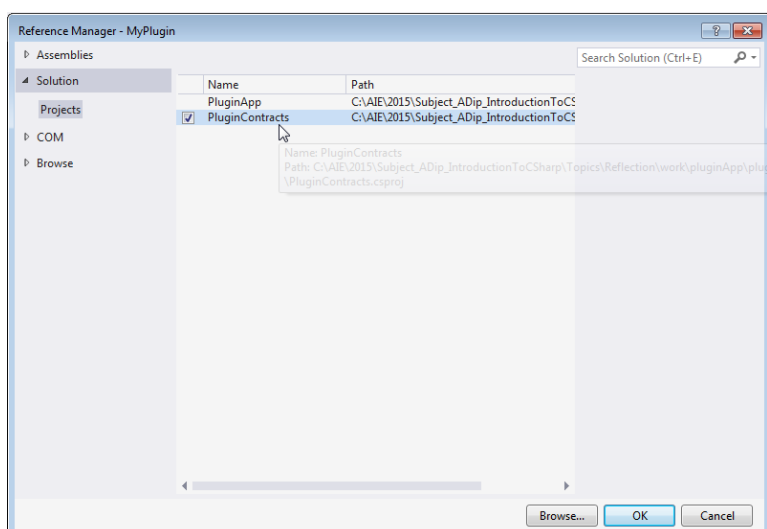 Reference Manager - MyPlugin
Assemblies
Search Solution (Ctrl+E)
Solution
Name Path
Projects
PluginApp C:\AIE\2015\Subject_ADip_IntroductionToCS
PluginContracts C:\AIE\2015\Subject_ADip_IntroductionToCS
COM
Name: PluginContracts
Browse
Path: C:\AIE\2015\Subject_ADip_IntroductionToCSharp\Topics\Reflection\work\pluginApp\plu
\PluginContracts.csproj
Browse... OK Cancel